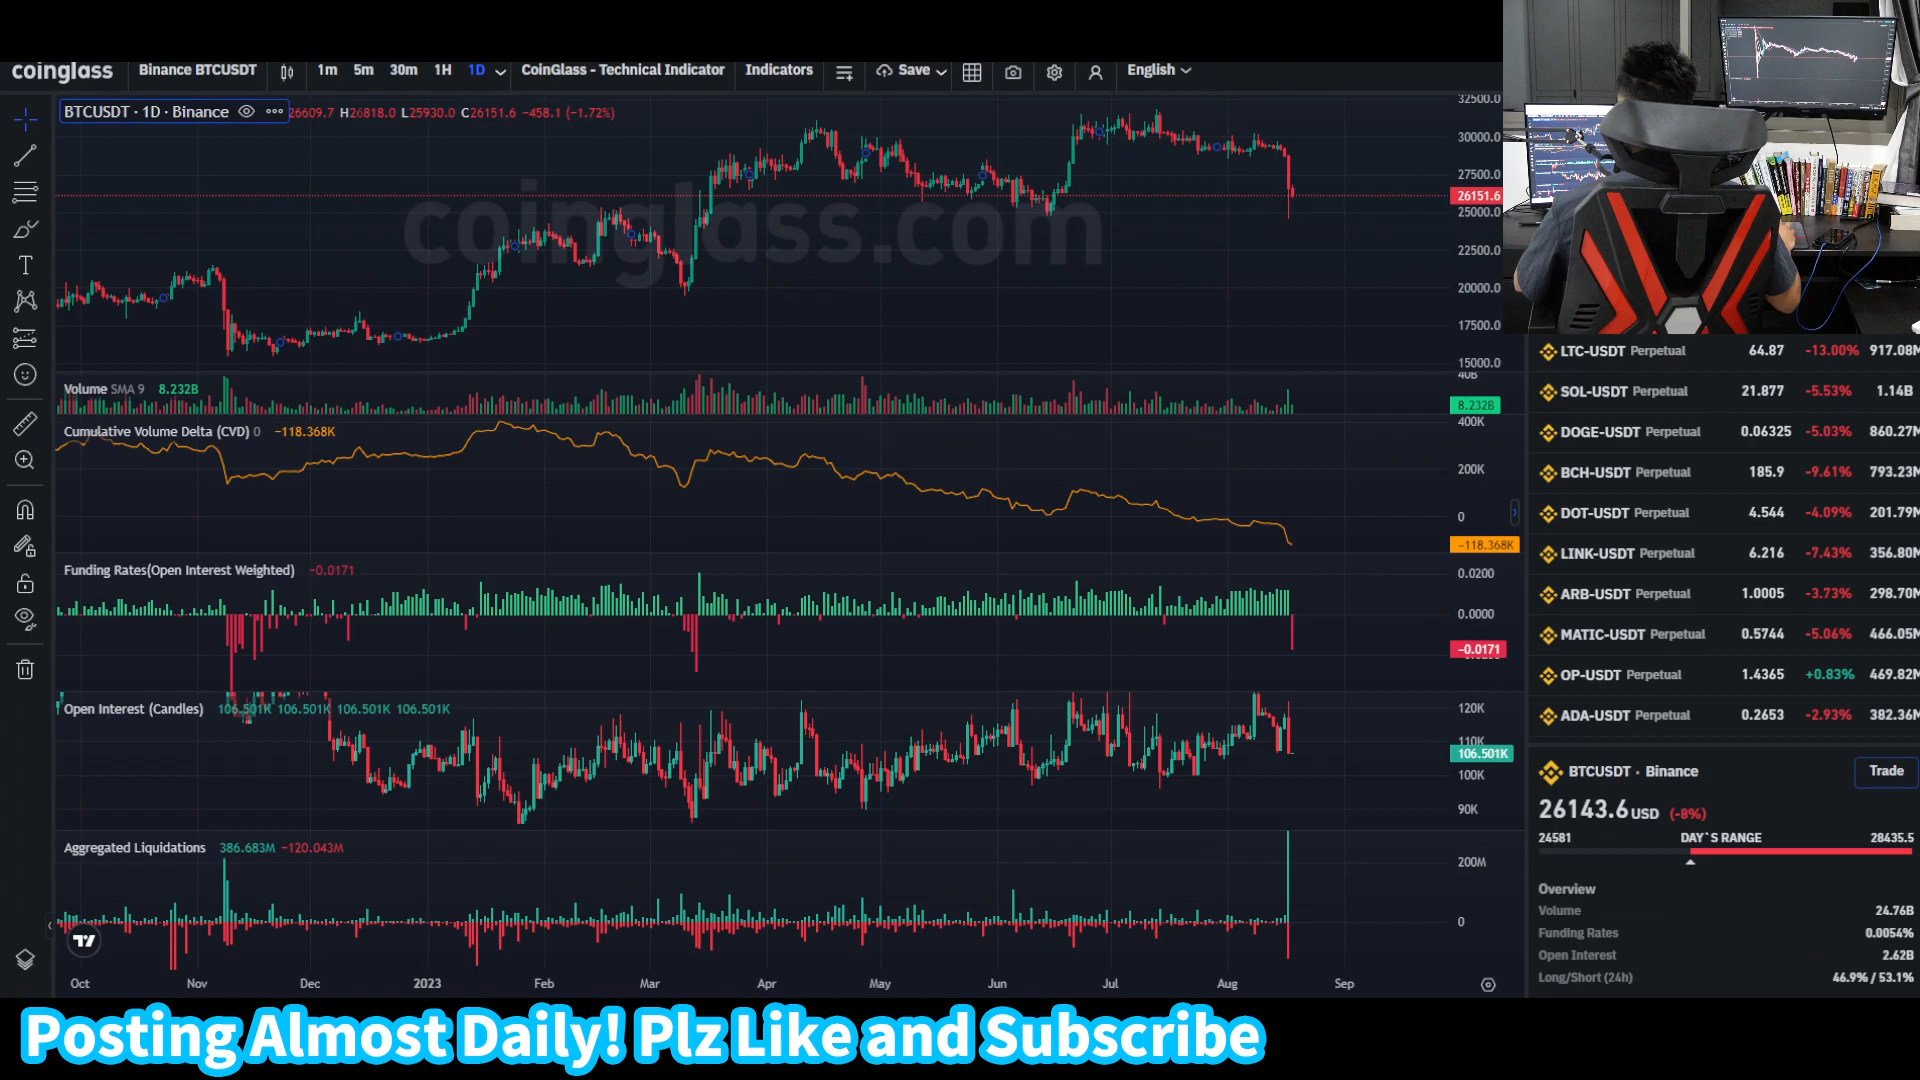 coinglass Binance BTCUSDT 1m 5m 30m 1H 1D CoinGlass - Technical Indicator Indicators Save English
BTCUSDT · 1D · Binance 26609.7 H26818.0 L25930.0 C26151.6 −458.1 (−1.72%)
32500.0
30000.0
27500.0
26151.6
25000.0
22500.0
20000.0
17500.0
15000.0
coinglass.com
Volume SMA 9 8.232B
40B
8.232B
Cumulative Volume Delta (CVD) 0 −118.368K
400K
200K
0
−118.368K
Funding Rates(Open Interest Weighted) −0.0171
0.0200
0.0000
−0.0171
Open Interest (Candles) 106.501K 106.501K 106.501K 106.501K
120K
110K
106.501K
100K
90K
Aggregated Liquidations 386.683M −120.043M
200M
0
Oct Nov Dec 2023 Feb Mar Apr May Jun Jul Aug Sep
LTC-USDT Perpetual 64.87 -13.00% 917.08M
SOL-USDT Perpetual 21.877 -5.53% 1.14B
DOGE-USDT Perpetual 0.06325 -5.03% 860.27M
BCH-USDT Perpetual 185.9 -9.61% 793.23M
DOT-USDT Perpetual 4.544 -4.09% 201.79M
LINK-USDT Perpetual 6.216 -7.43% 356.80M
ARB-USDT Perpetual 1.0005 -3.73% 298.70M
MATIC-USDT Perpetual 0.5744 -5.06% 466.05M
OP-USDT Perpetual 1.4365 +0.83% 469.82M
ADA-USDT Perpetual 0.2653 -2.93% 382.36M
BTCUSDT · Binance Trade
26143.6 USD (-8%)
24581 DAY`S RANGE 28435.5
Overview
Volume 24.76B
Funding Rates 0.0054%
Open Interest 2.62B
Long/Short (24h) 46.9% / 53.1%
Posting Almost Daily! Plz Like and Subscribe